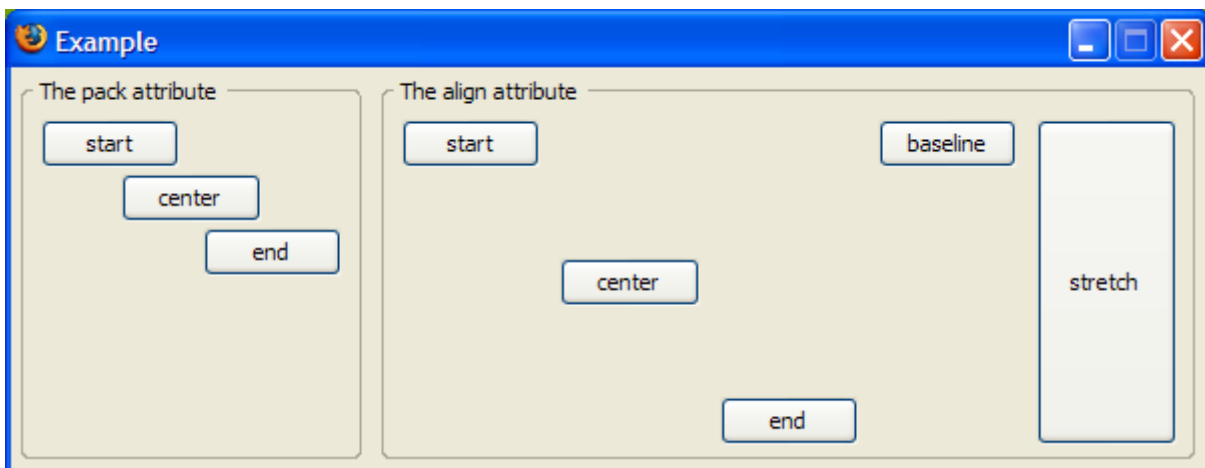 Example
The pack attribute
start
center
end
The align attribute
start
baseline
center
stretch
end